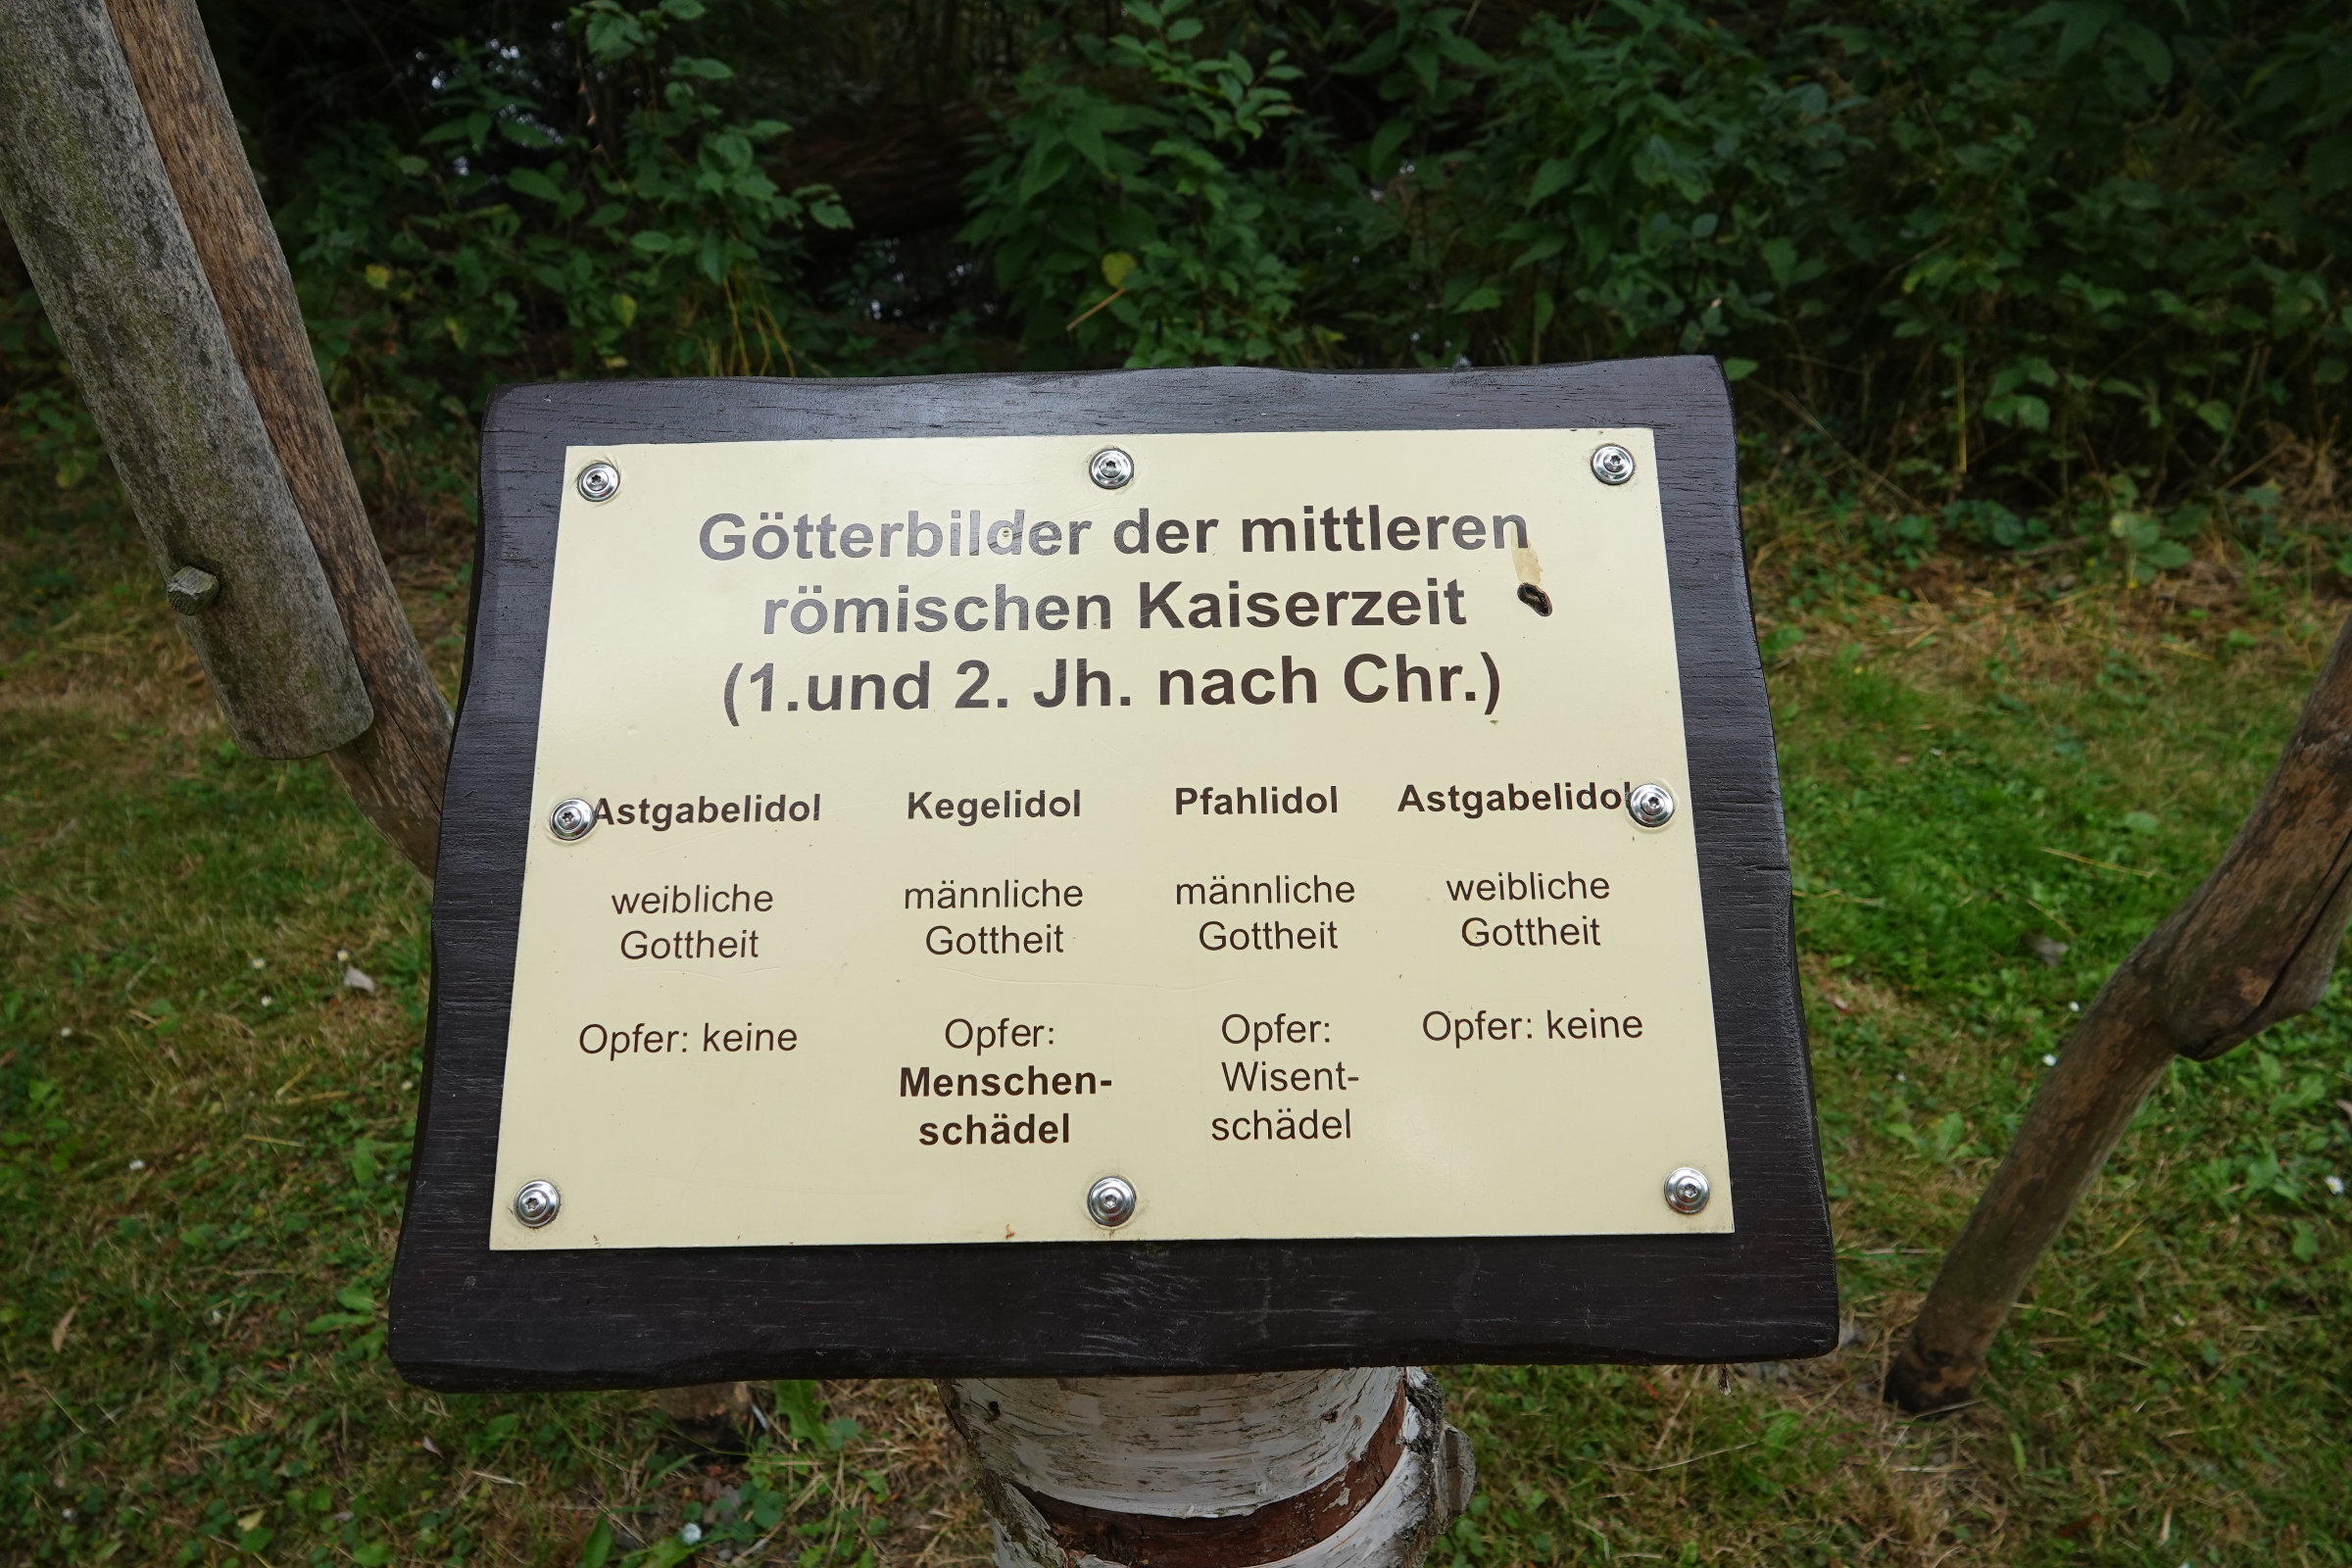 Götterbilder der mittleren
römischen Kaiserzeit
(1.und 2. Jh. nach Chr.)
Astgabelidol Kegelidol Pfahlidol Astgabelidol
weibliche männliche männliche weibliche
Gottheit Gottheit Gottheit Gottheit
Opfer: keine Opfer: Opfer: Opfer: keine
Menschen- Wisent-
schädel schädel